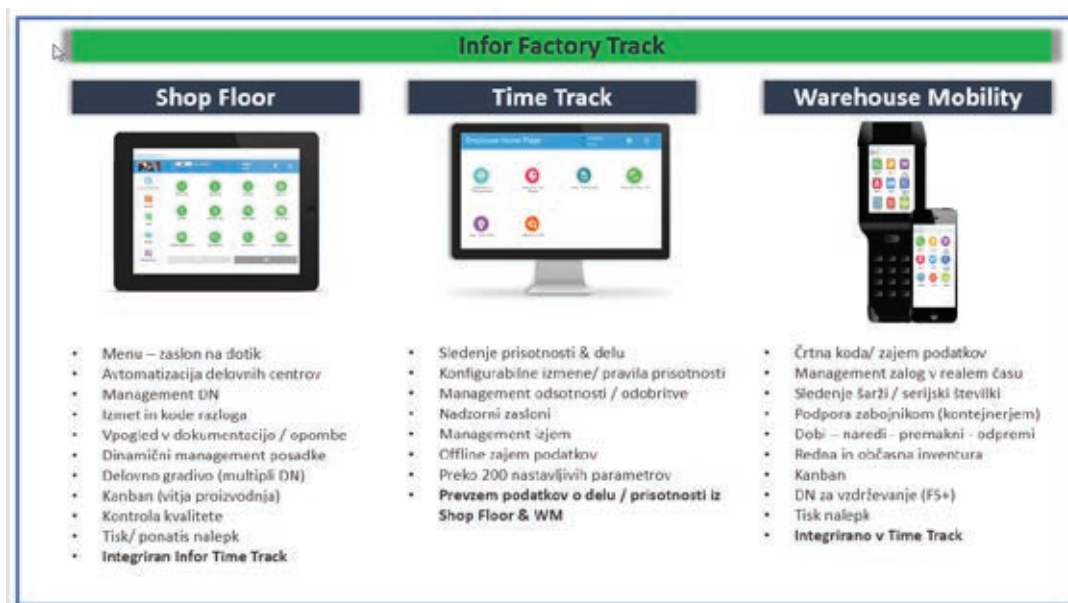 Infor Factory Track
Shop Floor
Menu – zaslon na dotik
Avtomatizacija delovnih centrov
Management DN
Izmet in kode razloga
Vpogled v dokumentacijo / opombe
Dinamični management posadke
Delovno gradivo (multipli DN)
Kanban (vitja proizvodnja)
Kontrola kvalitete
Tisk/ ponatis nalepk
Integriran Infor Time Track
Time Track
Employee Home Page
Sledenje prisotnosti & delu
Konfigurabilne izmene/ pravila prisotnosti
Management odsotnosti / odobritve
Nadzorni zasloni
Management izjem
Offline zajem podatkov
Preko 200 nastavljivih parametrov
Prevzem podatkov o delu / prisotnosti iz
Shop Floor & WM
Warehouse Mobility
Črtna koda/ zajem podatkov
Management zalog v realem času
Sledenje šarži / serijski številki
Podpora zabojnikom (kontejnerjem)
Dobi – naredi - premakni - odpremi
Redna in občasna inventura
Kanban
DN za vzdrževanje (FS+)
Tisk nalepk
Integrirano v Time Track